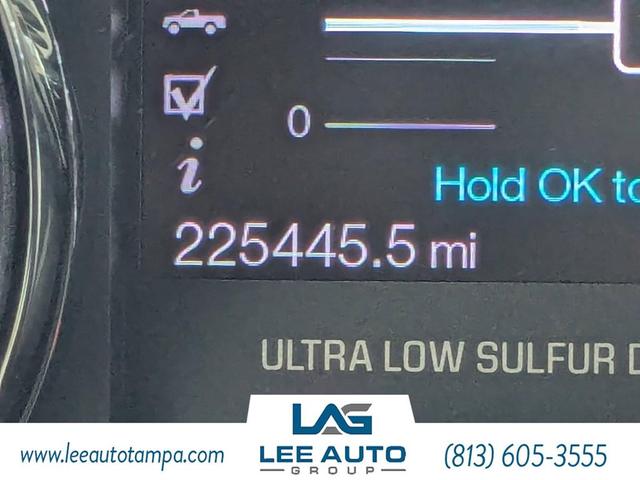 0
i
Hold OK to
225445.5 mi
ULTRA LOW SULFUR
LAG
LEE AUTO
GROUP
www.leeautotampa.com
(813) 605-3555